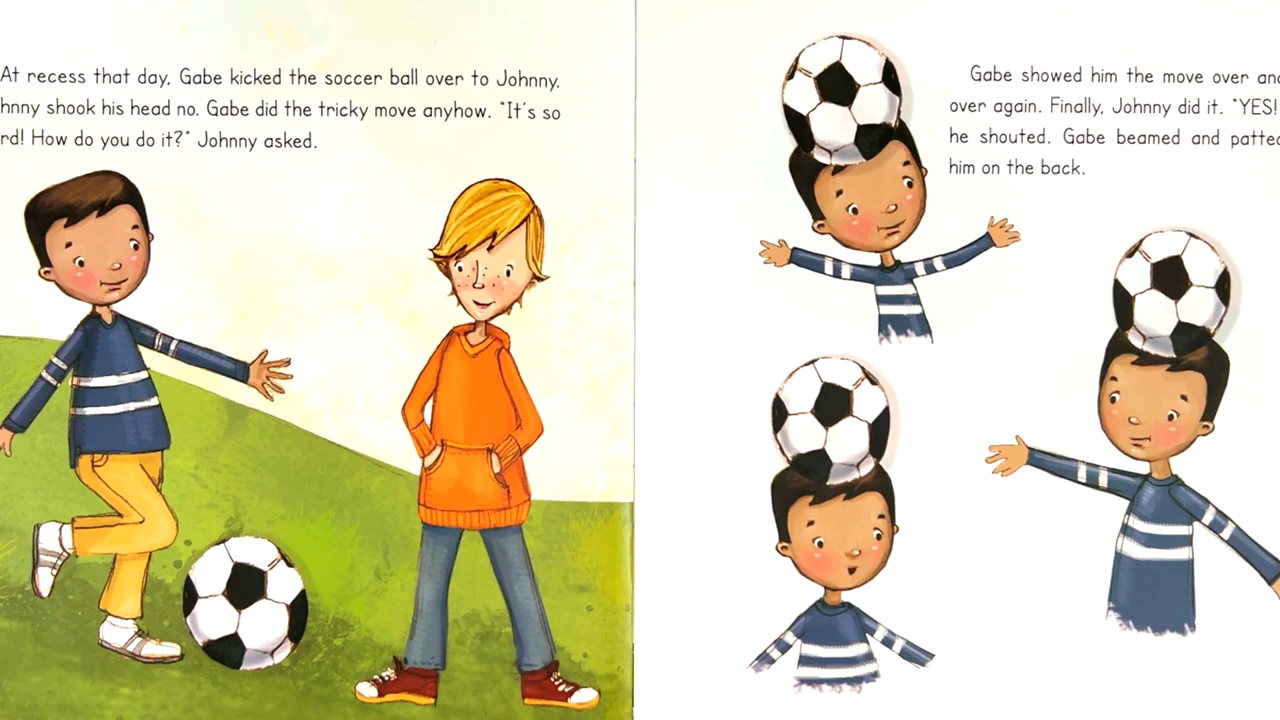 At recess that day, Gabe kicked the soccer ball over to Johnny.
hnny shook his head no. Gabe did the tricky move anyhow. "It's so
rd! How do you do it?" Johnny asked.
Gabe showed him the move over and
over again. Finally, Johnny did it. "YES!
he shouted. Gabe beamed and patted
him on the back.